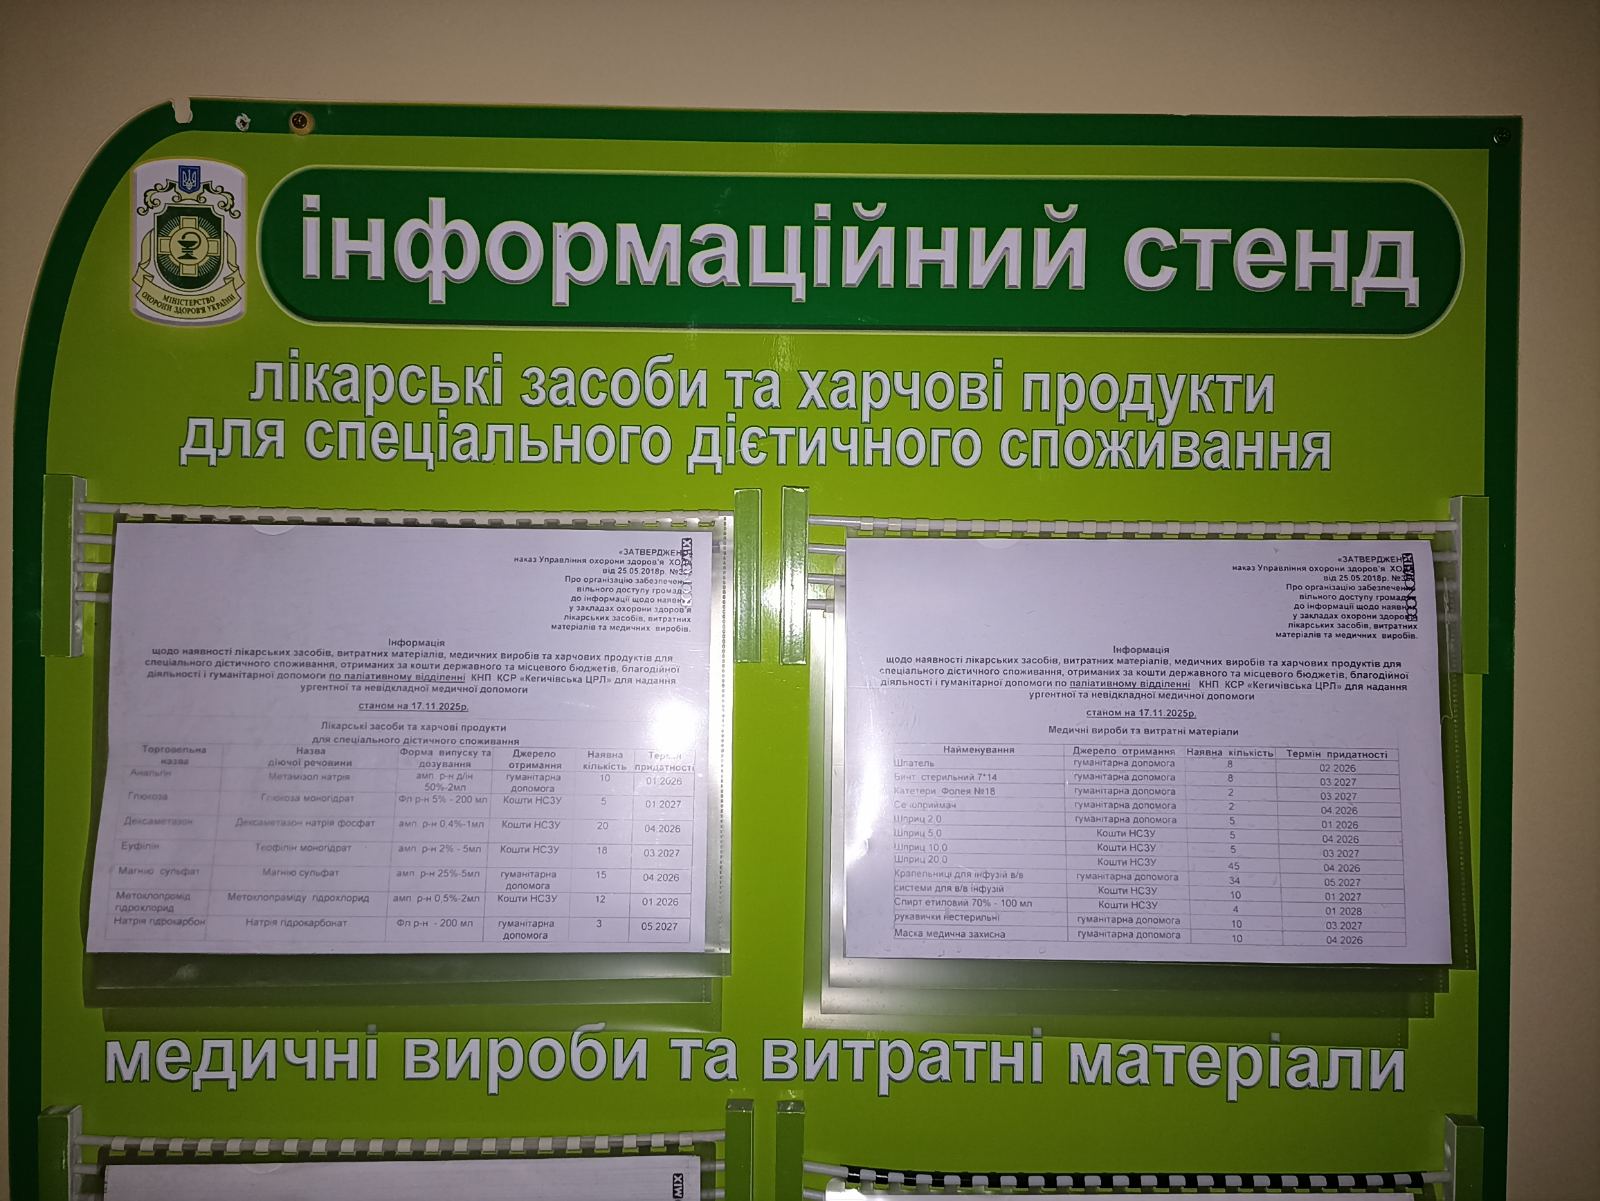 МІНІСТЕРСТВО
ОХОРОНИ ЗДОРОВ'Я УКРАЇНИ
інформаційний стенд
лікарські засоби та харчові продукти
для спеціального дієтичного споживання
«ЗАТВЕРДЖЕН
наказ Управління охорони здоров'я ХО
від 25.05.2018р. №
Про організацію забезпечен
вільного доступу громад
до інформації щодо наявн
у закладах охорони здоров'я
лікарських засобів, витратних
матеріалів та медичних виробів.
Інформація
щодо наявності лікарських засобів, витратних матеріалів, медичних виробів та харчових продуктів для
спеціального дієтичного споживання, отриманих за кошти державного та місцевого бюджетів, благодійної
діяльності і гуманітарної допомоги по паліативному відділенні КНП КСР «Кегичівська ЦРЛ» для надання
ургентної та невідкладної медичної допомоги
станом на 17.11.2025р.
Лікарські засоби та харчові продукти
для спеціального дієтичного споживання
Торговельна назва Назва діючої речовини Форма випуску та дозування Джерело отримання Наявна кількість Термін придатності
Анальгін Метамізол натрія амп р-н д/ін 50%-2мл гуманітарна допомога 10 01.2026
Глюкоза Глюкоза моногідрат Фл р-н 5% - 200 мл Кошти НСЗУ 5 01.2027
Дексаметазон Дексаметазон натрія фосфат амп р-н 0,4%-1мл Кошти НСЗУ 20 04.2026
Еуфілін Теофілін моногідрат амп р-н 2% - 5мл Кошти НСЗУ 18 03.2027
Магнію сульфат Магнію сульфат амп р-н 25%-5мл гуманітарна допомога 15 04.2026
Метоклопромід гідрохлорид Метоклопраміду гідрохлорид амп р-н 0,5%-2мл Кошти НСЗУ 12 01.2026
Натрія гідрокарбон Натрія гідрокарбонат Фл р-н - 200 мл гуманітарна допомога 3 05.2027
«ЗАТВЕРДЖЕН
наказ Управління охорони здоров'я ХО
від 25.05.2018р. №
Про організацію забезпечен
вільного доступу громад
до інформації щодо наявн
у закладах охорони здоров
лікарських засобів, витратних
матеріалів та медичних виробів.
Інформація
щодо наявності лікарських засобів, витратних матеріалів, медичних виробів та харчових продуктів для
спеціального дієтичного споживання, отриманих за кошти державного та місцевого бюджетів, благодійної
діяльності і гуманітарної допомоги по паліативному відділенні КНП КСР «Кегичівська ЦРЛ» для надання
ургентної та невідкладної медичної допомоги
станом на 17.11.2025р.
Медичні вироби та витратні матеріали
Найменування Джерело отримання Наявна кількість Термін придатності
Шпатель гуманітарна допомога 8 02.2026
Бинт стерильний 7*14 гуманітарна допомога 8 03.2027
Катетери Фолея №18 гуманітарна допомога 2 03.2027
Сечоприймач гуманітарна допомога 2 04.2026
Шприц 2,0 гуманітарна допомога 5 01.2026
Шприц 5,0 Кошти НСЗУ 5 04.2026
Шприц 10,0 Кошти НСЗУ 5 03.2027
Шприц 20,0 Кошти НСЗУ 45 04.2026
Крапельниці для інфузій в/в гуманітарна допомога 34 05.2027
системи для в/в інфузій Кошти НСЗУ 10 01.2028
Спирт етиловий 70% - 100 мл Кошти НСЗУ 4 03.2027
рукавички нестерильні гуманітарна допомога 10
Маска медична захисна гуманітарна допомога 10 04.2026
медичні вироби та витратні матеріали